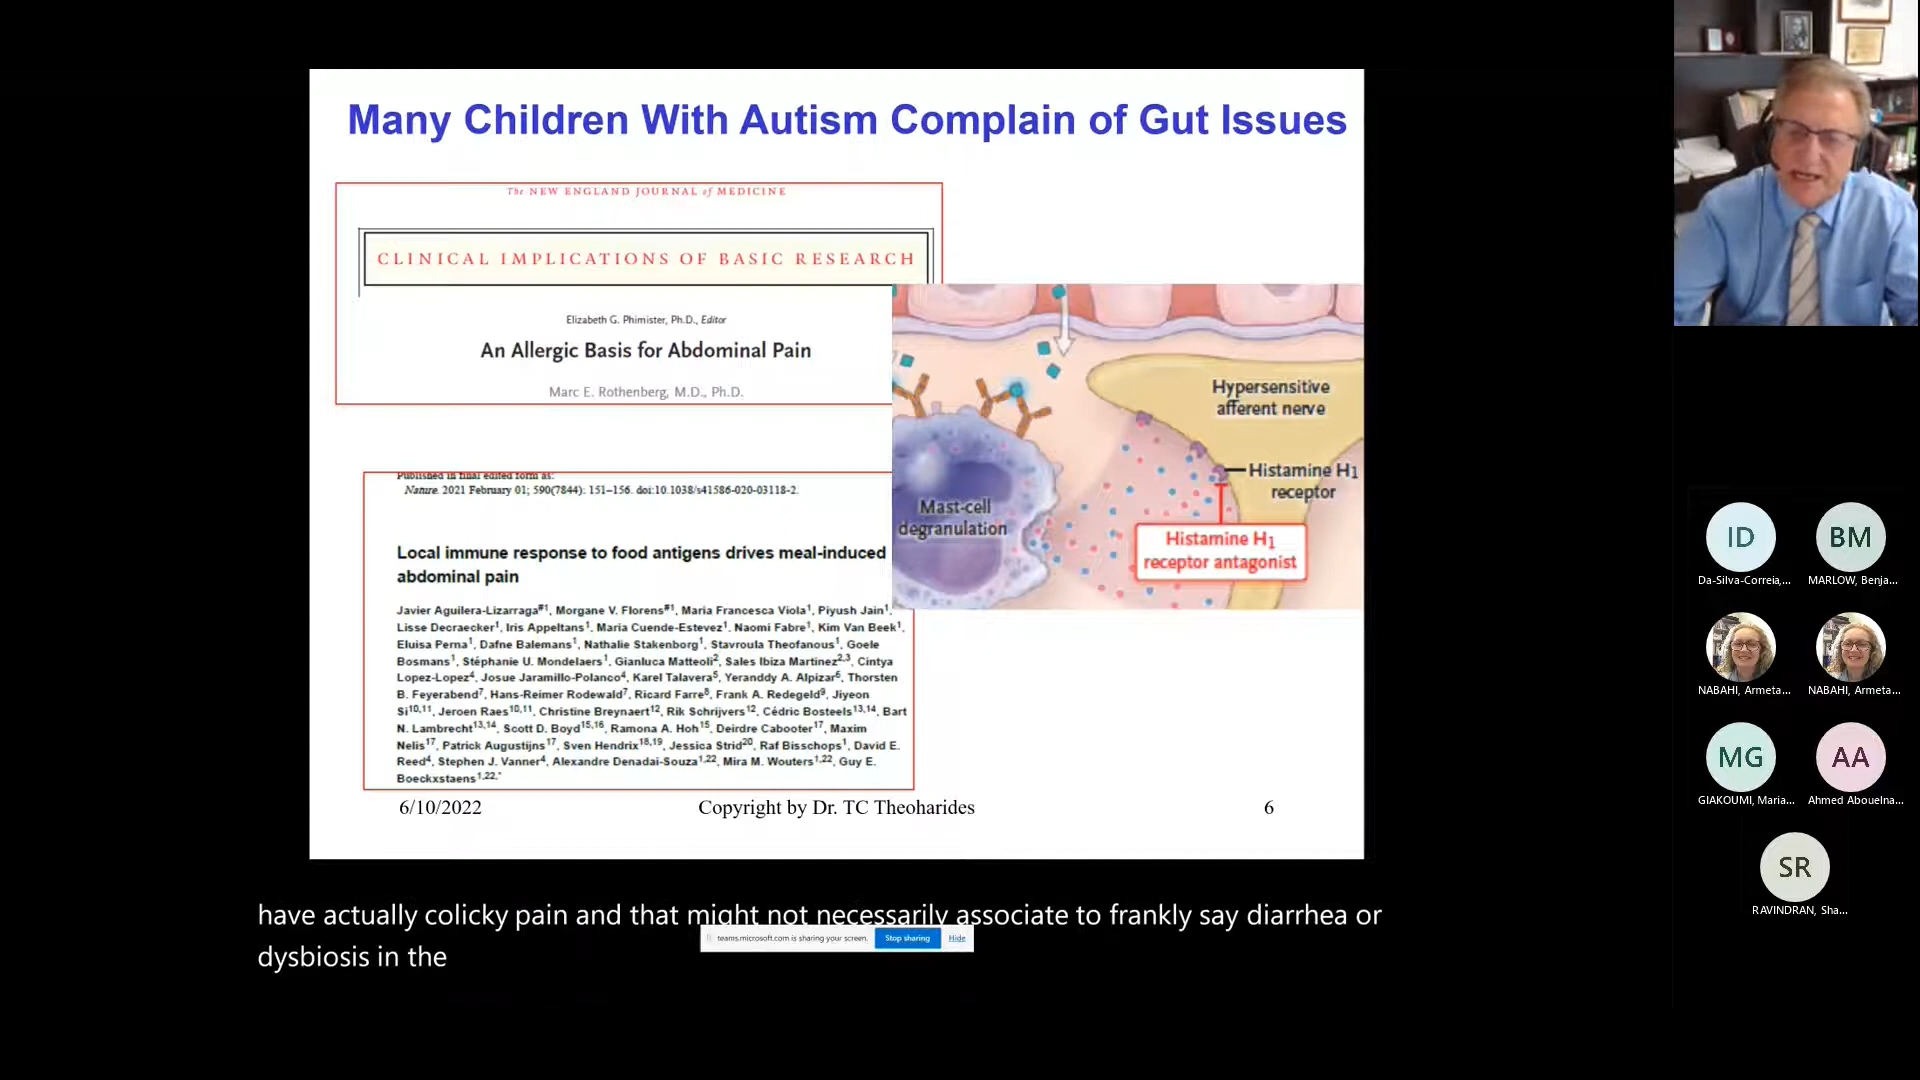 Many Children With Autism Complain of Gut Issues
The NEW ENGLAND JOURNAL of MEDICINE
CLINICAL IMPLICATIONS OF BASIC RESEARCH
Elizabeth G. Phimister, Ph.D., Editor
An Allergic Basis for Abdominal Pain
Marc E. Rothenberg, M.D., Ph.D.
Hypersensitive
afferent nerve
Histamine H1
receptor
Mast-cell
degranulation
Histamine H1
receptor antagonist
Published in final edited form as:
Nature. 2021 February 01; 590(7844): 151–156. doi:10.1038/s41586-020-03118-2.
Local immune response to food antigens drives meal-induced
abdominal pain
Javier Aguilera-Lizarraga#1, Morgane V. Florens#1, Maria Francesca Viola1, Piyush Jain1,
Lisse Decraecker1, Iris Appeltans1, Maria Cuende-Estevez1, Naomi Fabre1, Kim Van Beek1,
Eluisa Perna1, Dafne Balemans1, Nathalie Stakenborg1, Stavroula Theofanous1, Goele
Bosmans1, Stéphanie U. Mondelaers1, Gianluca Matteoli2, Sales Ibiza Martinez2,3, Cintya
Lopez-Lopez4, Josue Jaramillo-Polanco4, Karel Talavera5, Yeranddy A. Alpizar6, Thorsten
B. Feyerabend7, Hans-Reimer Rodewald7, Ricard Farre8, Frank A. Redegeld9, Jiyeon
Si10,11, Jeroen Raes10,11, Christine Breynaert12, Rik Schrijvers12, Cédric Bosteels13,14, Bart
N. Lambrecht13,14, Scott D. Boyd15,16, Ramona A. Hoh15, Deirdre Cabooter17, Maxim
Nelis17, Patrick Augustijns17, Sven Hendrix18,19, Jessica Strid20, Raf Bisschops1, David E.
Reed4, Stephen J. Vanner4, Alexandre Denadai-Souza1,22, Mira M. Wouters1,22, Guy E.
Boeckxstaens1,22,*
6/10/2022 Copyright by Dr. TC Theoharides 6
have actually colicky pain and that might not necessarily associate to frankly say diarrhea or
dysbiosis in the
teams.microsoft.com is sharing your screen. Stop sharing Hide
ID BM
Da-Silva-Correia,... MARLOW, Benja...
NABAHI, Armeta... NABAHI, Armeta...
MG AA
GIAKOUMI, Maria... Ahmed Abouelna...
SR
RAVINDRAN, Sha...